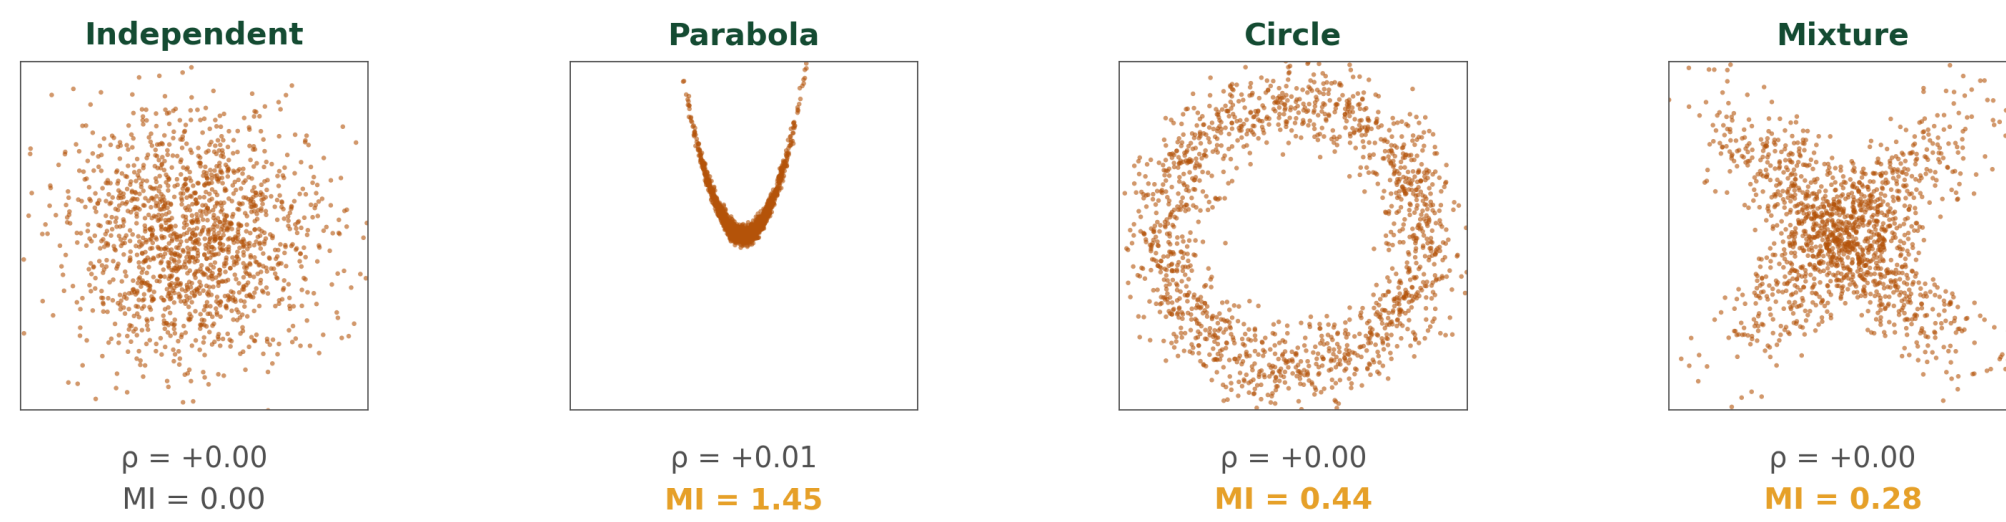 Independent
Parabola
Circle
Mixture
ρ = +0.00
ρ = +0.01
ρ = +0.00
ρ = +0.00
MI = 0.00
MI = 1.45
MI = 0.44
MI = 0.28